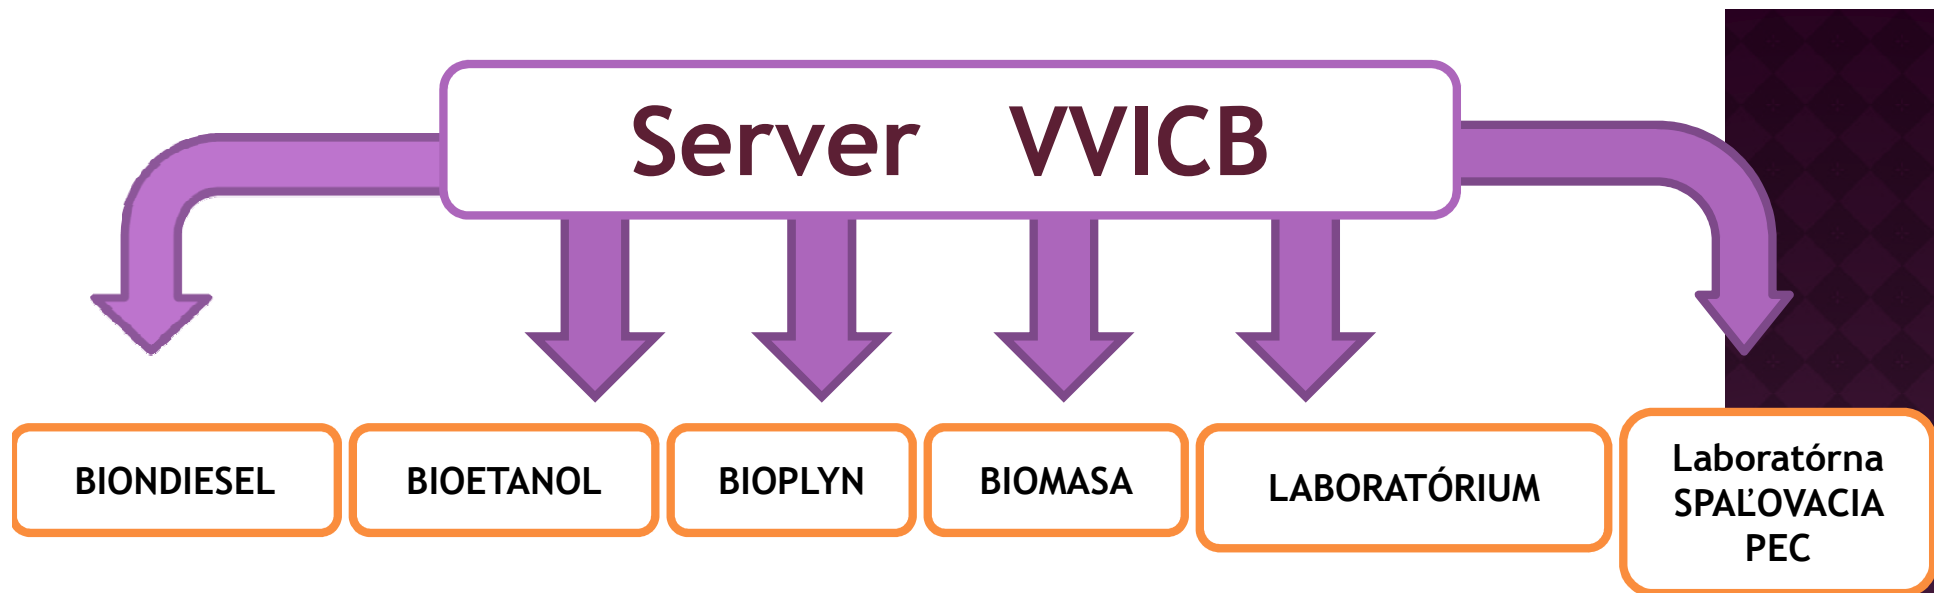 Server VVICB
BIONDIESEL
BIOETANOL
BIOPLYN
BIOMASA
LABORATÓRIUM
Laboratórna
SPAĽOVACIA
PEC